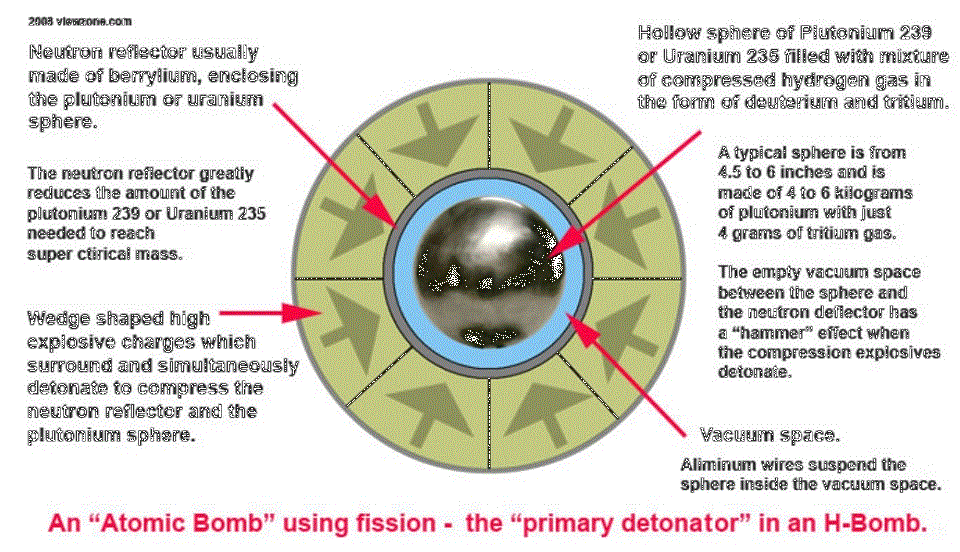 2008 viewzone.com
Neutron reflector usually
made of berrylium, enclosing
the plutonium or uranium
sphere.
The neutron reflector greatly
reduces the amount of the
plutonium 239 or Uranium 235
needed to reach
super ctirical mass.
Wedge shaped high
explosive charges which
surround and simultaneously
detonate to compress the
neutron reflector and the
plutonium sphere.
Hollow sphere of Plutonium 239
or Uranium 235 filled with mixture
of compressed hydrogen gas in
the form of deuterium and tritium.
A typical sphere is from
4.5 to 6 inches and is
made of 4 to 6 kilograms
of plutonium with just
4 grams of tritium gas.
The empty vacuum space
between the sphere and
the neutron deflector has
a “hammer” effect when
the compression explosives
detonate.
Vacuum space.
Aliminum wires suspend the
sphere inside the vacuum space.
An “Atomic Bomb” using fission - the “primary detonator” in an H-Bomb.